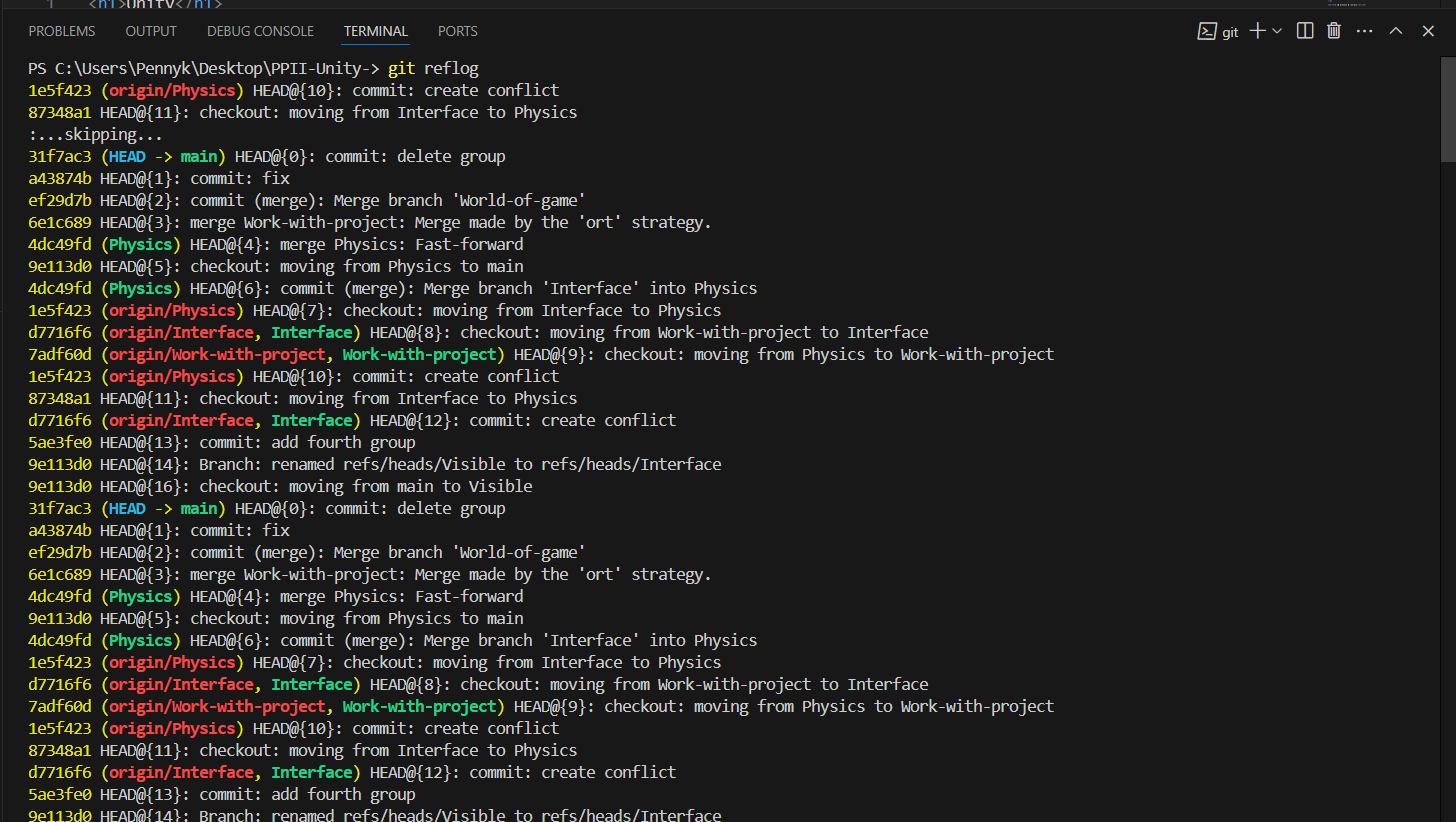 1 <h1>Unity</h1>
PROBLEMS OUTPUT DEBUG CONSOLE TERMINAL PORTS git
PS C:\Users\Pennyk\Desktop\PPII-Unity-> git reflog
1e5f423 (origin/Physics) HEAD@{10}: commit: create conflict
87348a1 HEAD@{11}: checkout: moving from Interface to Physics
:...skipping...
31f7ac3 (HEAD -> main) HEAD@{0}: commit: delete group
a43874b HEAD@{1}: commit: fix
ef29d7b HEAD@{2}: commit (merge): Merge branch 'World-of-game'
6e1c689 HEAD@{3}: merge Work-with-project: Merge made by the 'ort' strategy.
4dc49fd (Physics) HEAD@{4}: merge Physics: Fast-forward
9e113d0 HEAD@{5}: checkout: moving from Physics to main
4dc49fd (Physics) HEAD@{6}: commit (merge): Merge branch 'Interface' into Physics
1e5f423 (origin/Physics) HEAD@{7}: checkout: moving from Interface to Physics
d7716f6 (origin/Interface, Interface) HEAD@{8}: checkout: moving from Work-with-project to Interface
7adf60d (origin/Work-with-project, Work-with-project) HEAD@{9}: checkout: moving from Physics to Work-with-project
1e5f423 (origin/Physics) HEAD@{10}: commit: create conflict
87348a1 HEAD@{11}: checkout: moving from Interface to Physics
d7716f6 (origin/Interface, Interface) HEAD@{12}: commit: create conflict
5ae3fe0 HEAD@{13}: commit: add fourth group
9e113d0 HEAD@{14}: Branch: renamed refs/heads/Visible to refs/heads/Interface
9e113d0 HEAD@{16}: checkout: moving from main to Visible
31f7ac3 (HEAD -> main) HEAD@{0}: commit: delete group
a43874b HEAD@{1}: commit: fix
ef29d7b HEAD@{2}: commit (merge): Merge branch 'World-of-game'
6e1c689 HEAD@{3}: merge Work-with-project: Merge made by the 'ort' strategy.
4dc49fd (Physics) HEAD@{4}: merge Physics: Fast-forward
9e113d0 HEAD@{5}: checkout: moving from Physics to main
4dc49fd (Physics) HEAD@{6}: commit (merge): Merge branch 'Interface' into Physics
1e5f423 (origin/Physics) HEAD@{7}: checkout: moving from Interface to Physics
d7716f6 (origin/Interface, Interface) HEAD@{8}: checkout: moving from Work-with-project to Interface
7adf60d (origin/Work-with-project, Work-with-project) HEAD@{9}: checkout: moving from Physics to Work-with-project
1e5f423 (origin/Physics) HEAD@{10}: commit: create conflict
87348a1 HEAD@{11}: checkout: moving from Interface to Physics
d7716f6 (origin/Interface, Interface) HEAD@{12}: commit: create conflict
5ae3fe0 HEAD@{13}: commit: add fourth group
9e113d0 HEAD@{14}: Branch: renamed refs/heads/Visible to refs/heads/Interface